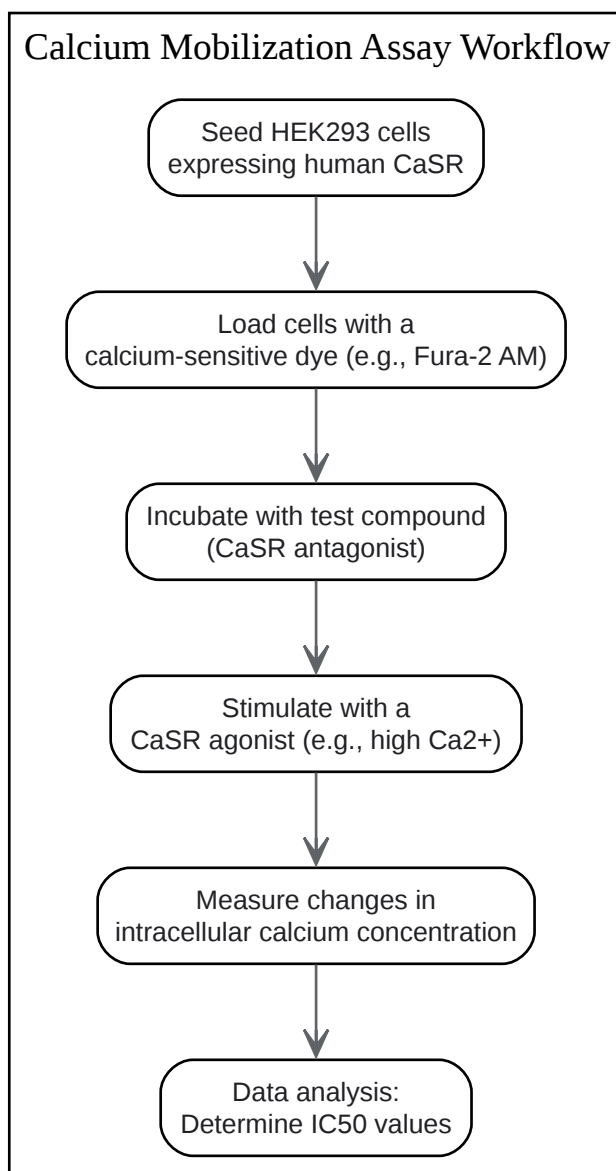 Calcium Mobilization Assay Workflow
Seed HEK293 cells
expressing human CaSR
Load cells with a
calcium-sensitive dye (e.g., Fura-2 AM)
Incubate with test compound
(CaSR antagonist)
Stimulate with a
CaSR agonist (e.g., high Ca2+)
Measure changes in
intracellular calcium concentration
Data analysis:
Determine IC50 values